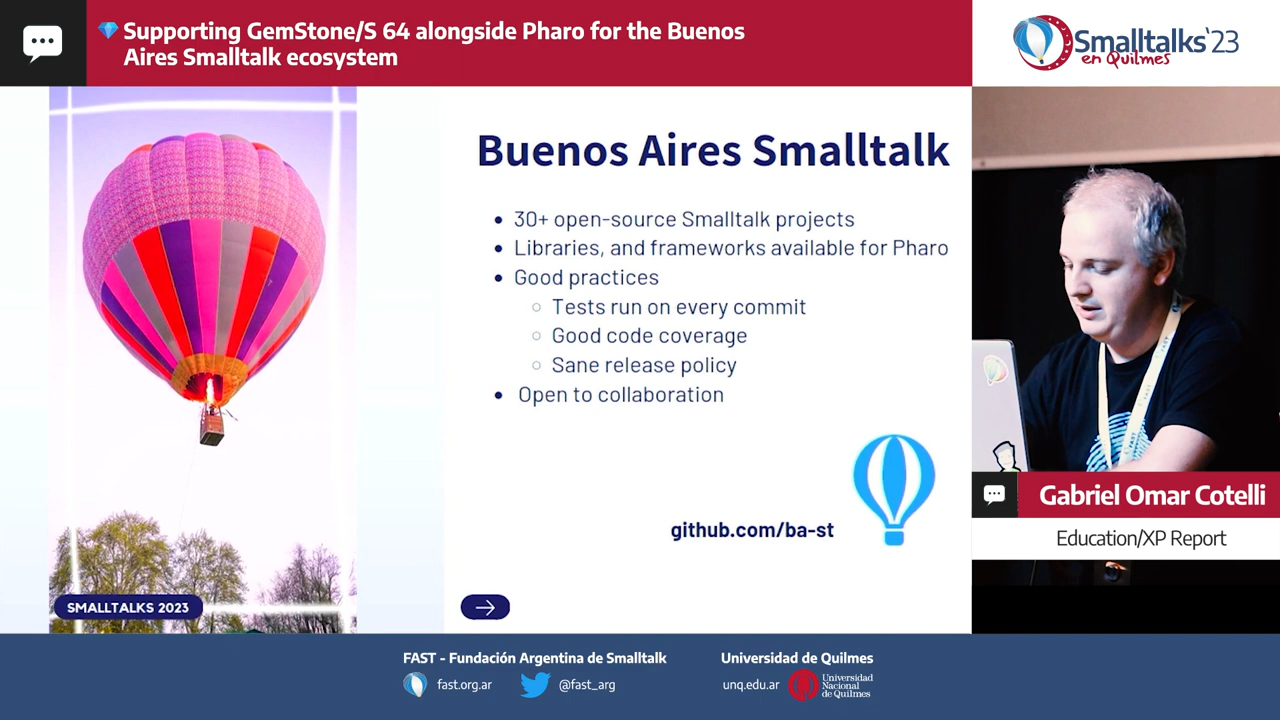 Supporting GemStone/S 64 alongside Pharo for the Buenos
Aires Smalltalk ecosystem
Smalltalks'23
en Quilmes
Buenos Aires Smalltalk
• 30+ open-source Smalltalk projects
• Libraries, and frameworks available for Pharo
• Good practices
○ Tests run on every commit
○ Good code coverage
○ Sane release policy
• Open to collaboration
github.com/ba-st
SMALLTALKS 2023
Gabriel Omar Cotelli
Education/XP Report
FAST - Fundación Argentina de Smalltalk
fast.org.ar
@fast_arg
Universidad de Quilmes
unq.edu.ar
Universidad
Nacional
de Quilmes